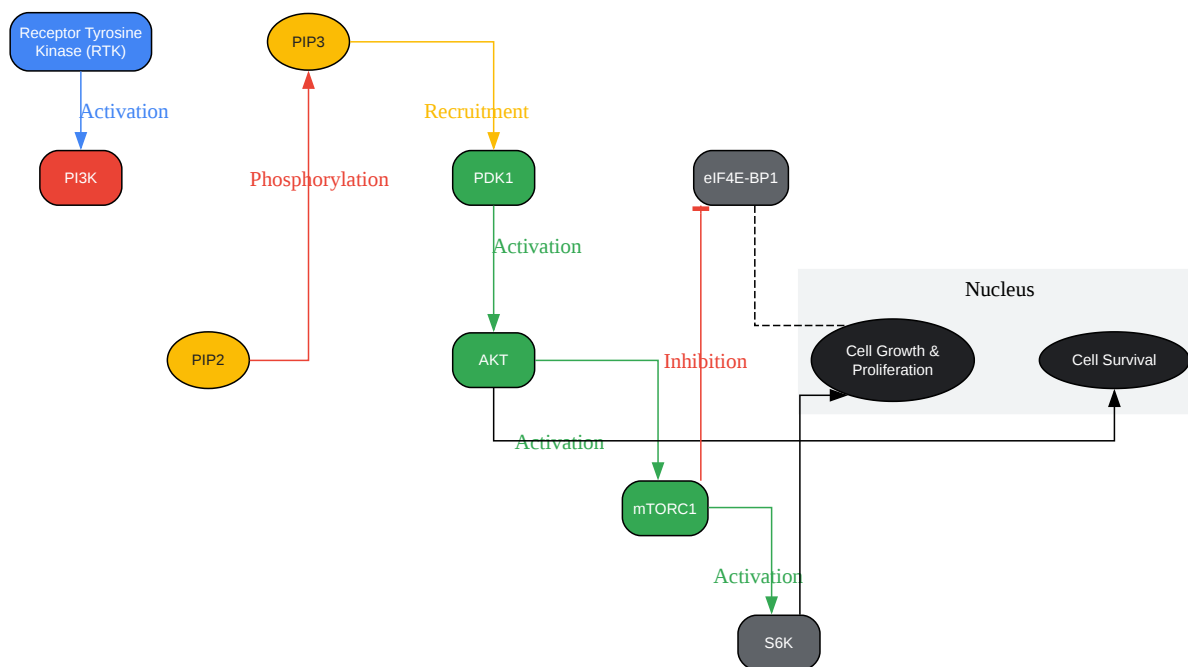 Receptor Tyrosine
Kinase (RTK)
PIP3
Activation
Recruitment
PI3K
Phosphorylation
PDK1
eIF4E-BP1
Activation
Nucleus
PIP2
AKT
Inhibition
Cell Growth &
Proliferation
Cell Survival
Activation
mTORC1
Activation
S6K